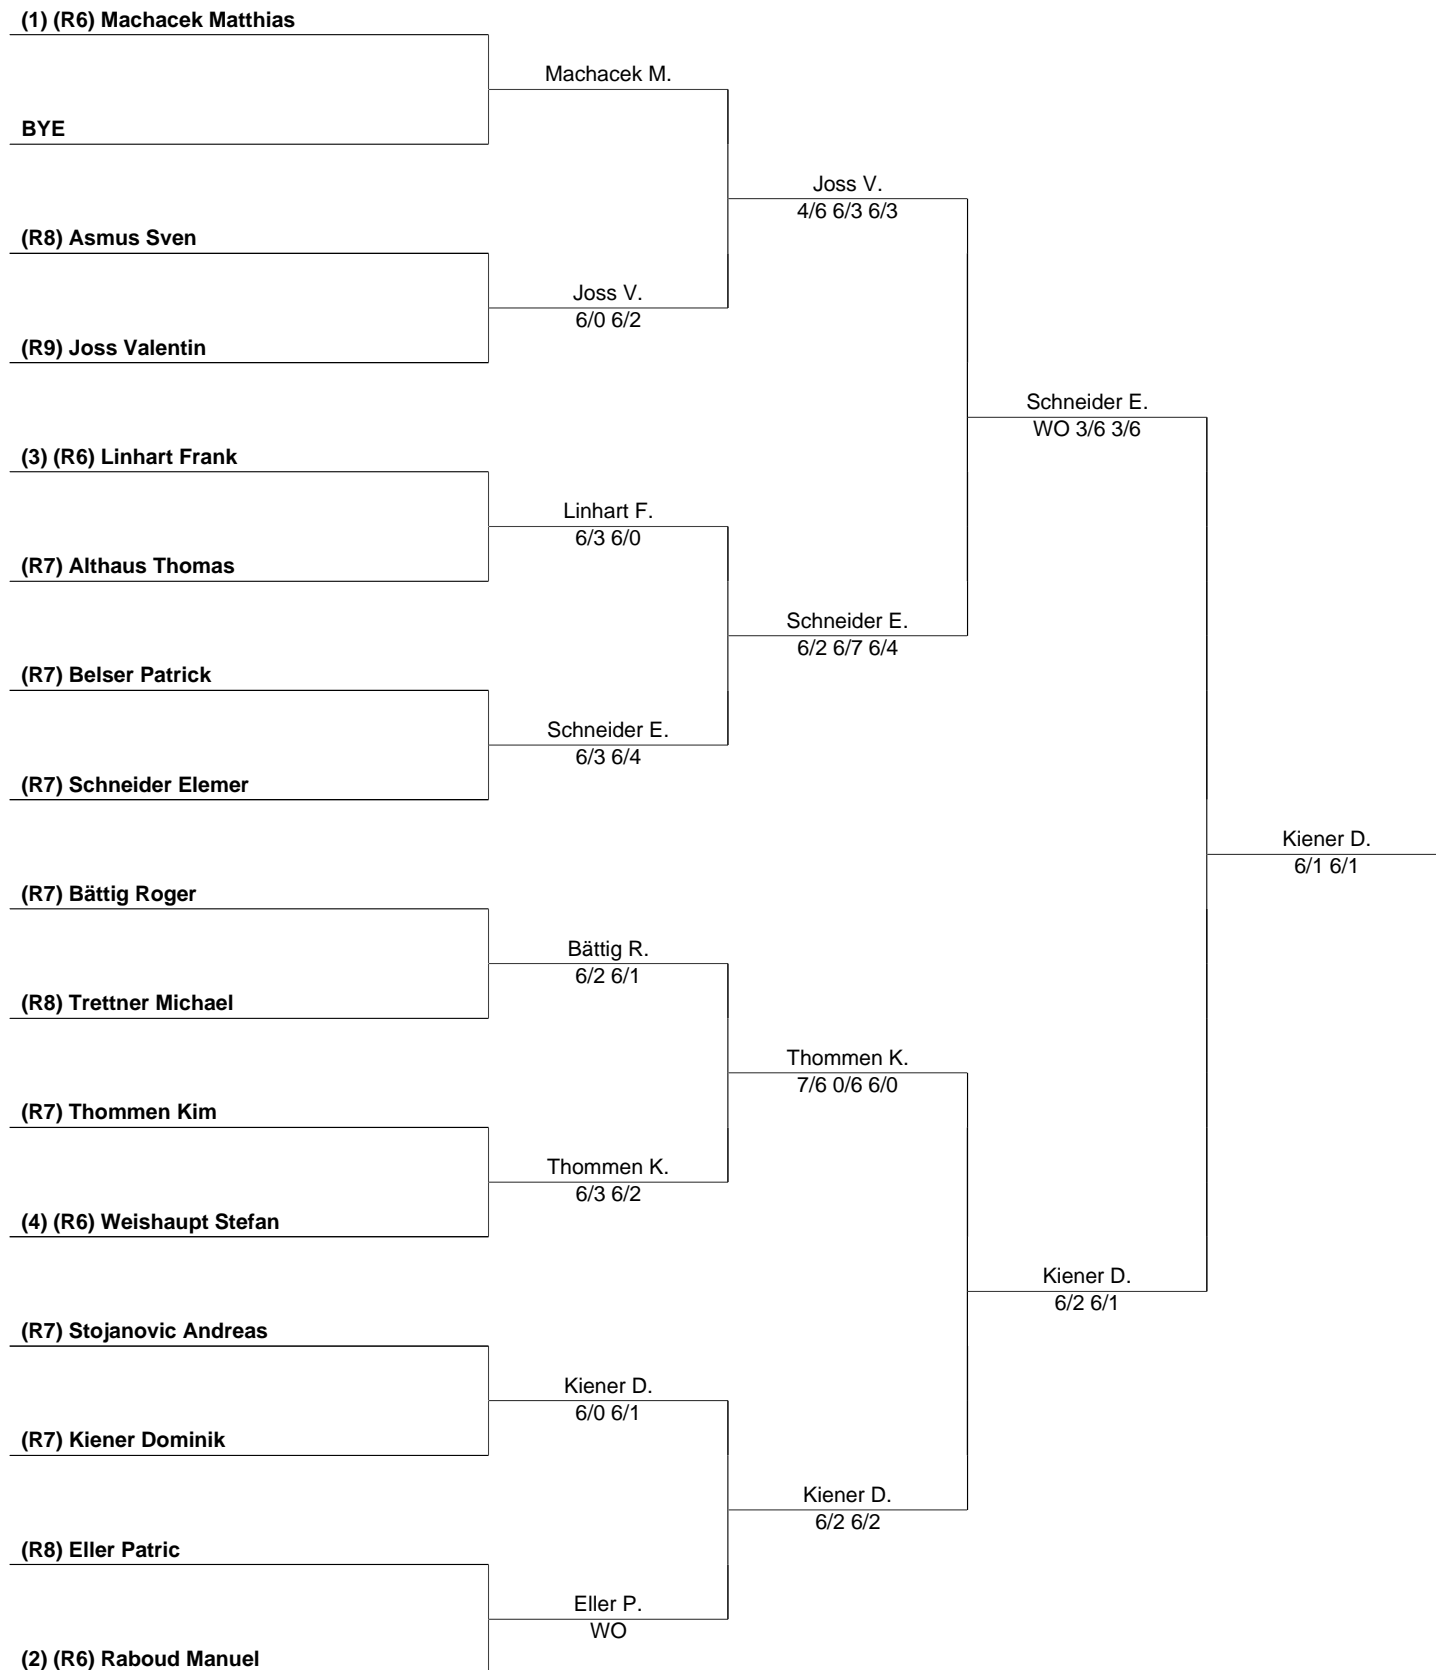 (1) (R6) Machacek Matthias
Machacek M.
BYE
Joss V.
4/6 6/3 6/3
(R8) Asmus Sven
Joss V.
6/0 6/2
(R9) Joss Valentin
Schneider E.
WO 3/6 3/6
(3) (R6) Linhart Frank
Linhart F.
6/3 6/0
(R7) Althaus Thomas
Schneider E.
6/2 6/7 6/4
(R7) Belser Patrick
Schneider E.
6/3 6/4
(R7) Schneider Elemer
Kiener D.
6/1 6/1
(R7) Bättig Roger
Bättig R.
6/2 6/1
(R8) Trettner Michael
Thommen K.
7/6 0/6 6/0
(R7) Thommen Kim
Thommen K.
6/3 6/2
(4) (R6) Weishaupt Stefan
Kiener D.
6/2 6/1
(R7) Stojanovic Andreas
Kiener D.
6/0 6/1
(R7) Kiener Dominik
Kiener D.
6/2 6/2
(R8) Eller Patric
Eller P.
WO
(2) (R6) Raboud Manuel